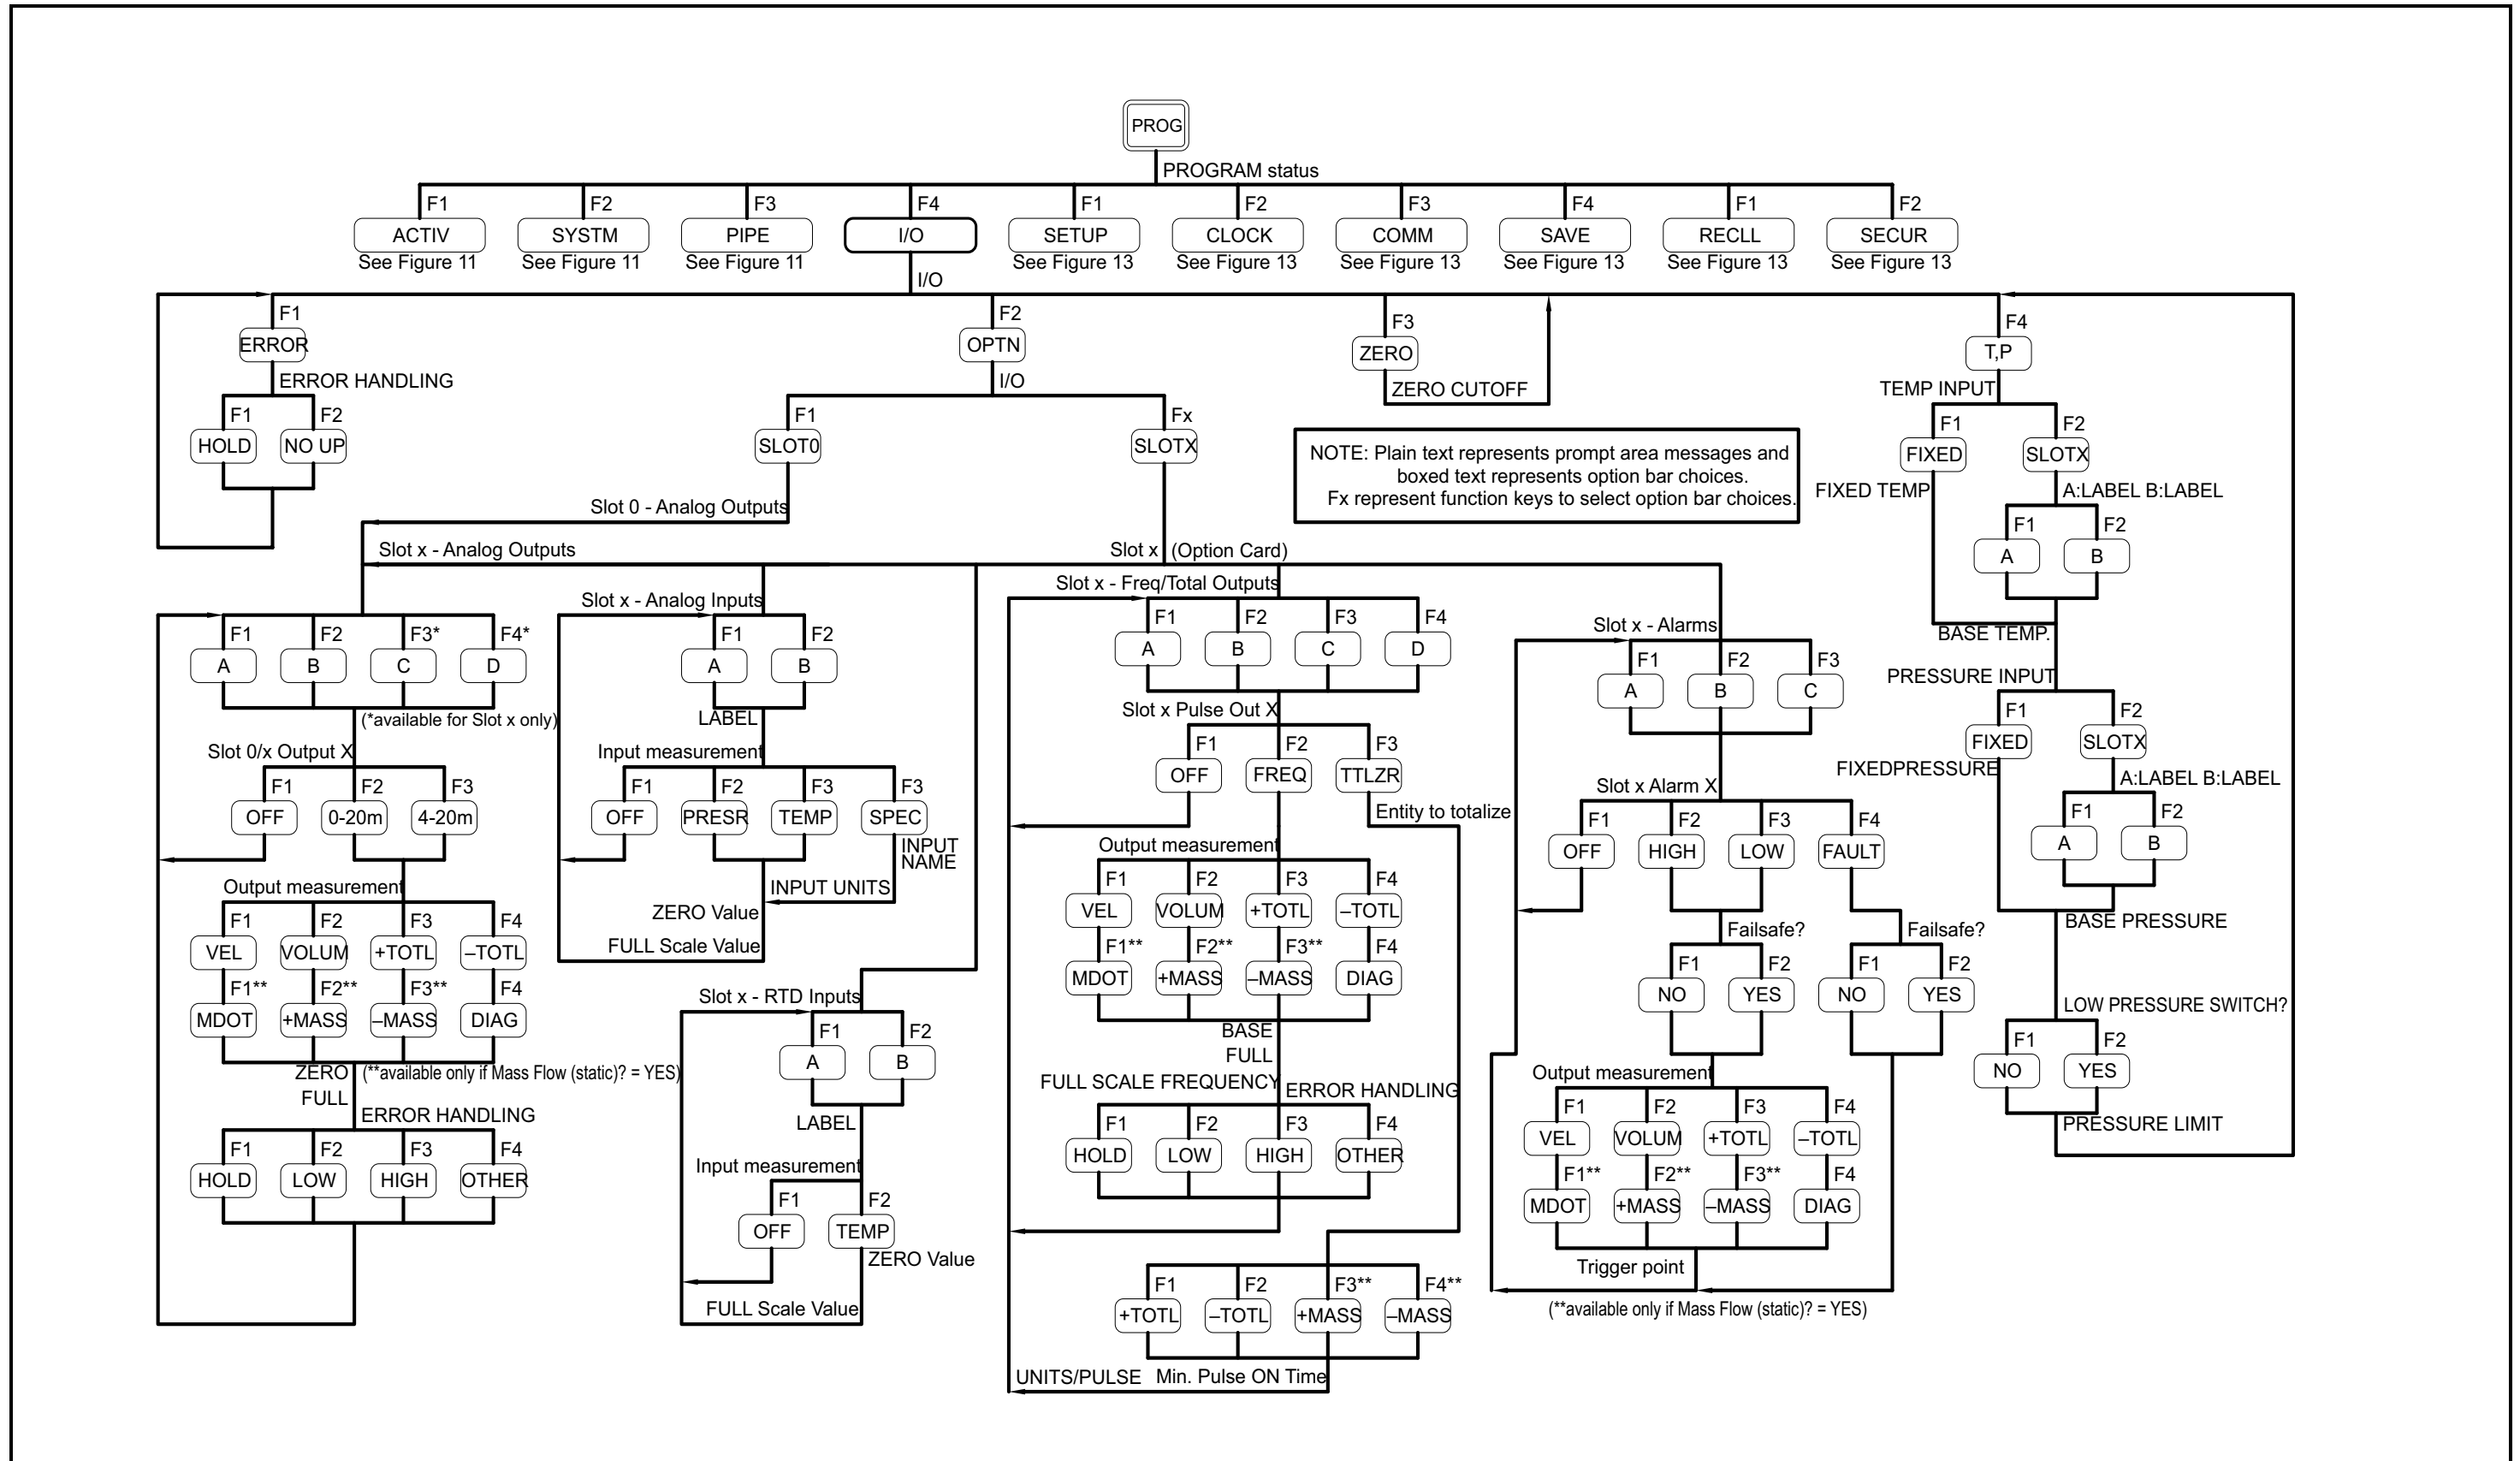 PROG
PROGRAM status
F1 F2 F3 F4 F1 F2 F3 F4 F1 F2
ACTIV SYSTM PIPE I/O SETUP CLOCK COMM SAVE RECLL SECUR
See Figure 11 See Figure 11 See Figure 11 See Figure 13 See Figure 13 See Figure 13 See Figure 13 See Figure 13 See Figure 13
I/O
F1
ERROR
ERROR HANDLING
F1 F2
HOLD NO UP
F2
OPTN
I/O
F1 Fx
SLOT0 SLOTX
Slot 0 - Analog Outputs
Slot x - Analog Outputs
Slot x (Option Card)
F3
ZERO
ZERO CUTOFF
NOTE: Plain text represents prompt area messages and
boxed text represents option bar choices.
Fx represent function keys to select option bar choices.
F1 F2 F3* F4*
A B C D
(*available for Slot x only)
Slot 0/x Output X
F1 F2 F3
OFF 0-20m 4-20m
Output measurement
F1 F2 F3 F4
VEL VOLUM +TOTL –TOTL
F1** F2** F3** F4
MDOT +MASS –MASS DIAG
ZERO (**available only if Mass Flow (static)? = YES)
FULL
ERROR HANDLING
F1 F2 F3 F4
HOLD LOW HIGH OTHER
Slot x - Analog Inputs
F1 F2
A B
LABEL
Input measurement
F1 F2 F3 F3
OFF PRESR TEMP SPEC
INPUT
NAME
INPUT UNITS
ZERO Value
FULL Scale Value
Slot x - RTD Inputs
F1 F2
A B
LABEL
Input measurement
F1 F2
OFF TEMP
ZERO Value
FULL Scale Value
Slot x - Freq/Total Outputs
F1 F2 F3 F4
A B C D
Slot x Pulse Out X
F1 F2 F3
OFF FREQ TTLZR
Entity to totalize
Output measurement
F1 F2 F3 F4
VEL VOLUM +TOTL –TOTL
F1** F2** F3** F4
MDOT +MASS –MASS DIAG
BASE
FULL
FULL SCALE FREQUENCY
ERROR HANDLING
F1 F2 F3 F4
HOLD LOW HIGH OTHER
F1 F2 F3** F4**
+TOTL –TOTL +MASS –MASS
UNITS/PULSE Min. Pulse ON Time
Slot x - Alarms
F1 F2 F3
A B C
Slot x Alarm X
F1 F2 F3 F4
OFF HIGH LOW FAULT
Failsafe? Failsafe?
F1 F2 F1 F2
NO YES NO YES
Output measurement
F1 F2 F3 F4
VEL VOLUM +TOTL –TOTL
F1** F2** F3** F4
MDOT +MASS –MASS DIAG
Trigger point
(**available only if Mass Flow (static)? = YES)
F4
T,P
TEMP INPUT
F1 F2
FIXED SLOTX
FIXED TEMP
A:LABEL B:LABEL
F1 F2
A B
BASE TEMP.
PRESSURE INPUT
F1 F2
FIXED SLOTX
FIXEDPRESSURE
A:LABEL B:LABEL
F1 F2
A B
BASE PRESSURE
LOW PRESSURE SWITCH?
F1 F2
NO YES
PRESSURE LIMIT